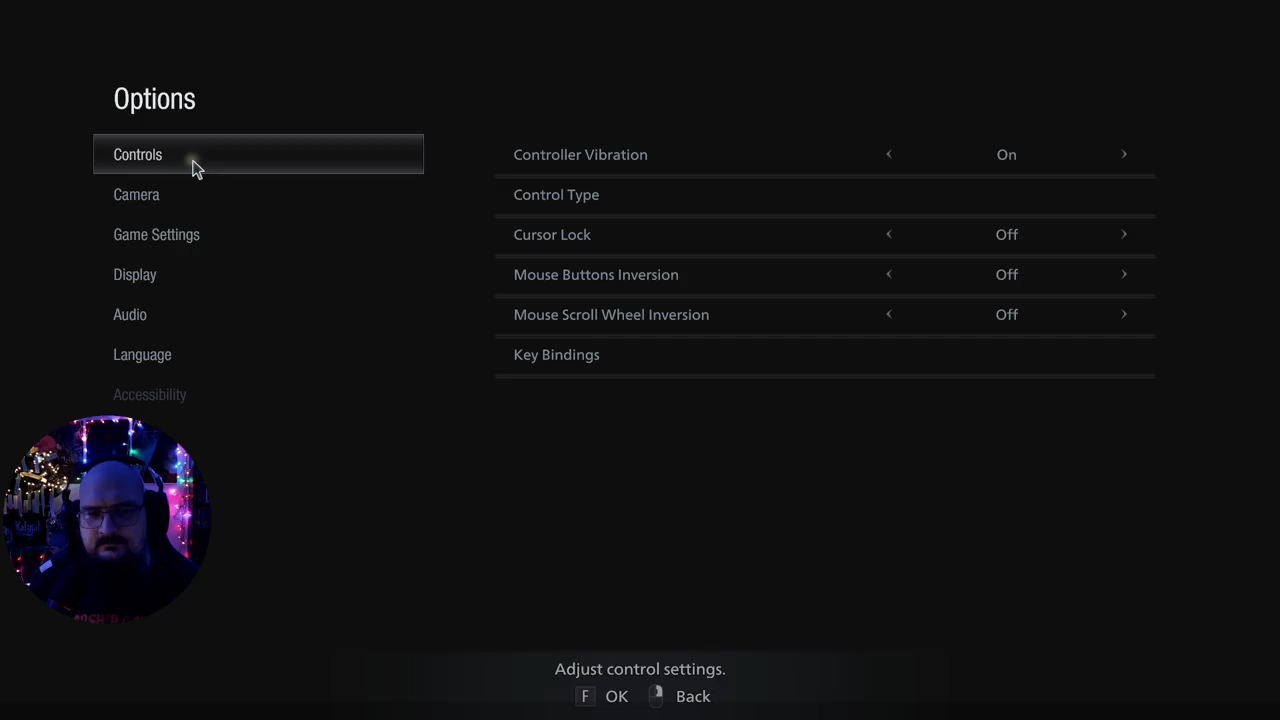 Options
Controls
Controller Vibration On
Camera
Control Type
Game Settings
Cursor Lock Off
Display
Mouse Buttons Inversion Off
Audio
Mouse Scroll Wheel Inversion Off
Language
Key Bindings
Accessibility
Adjust control settings.
F OK Back